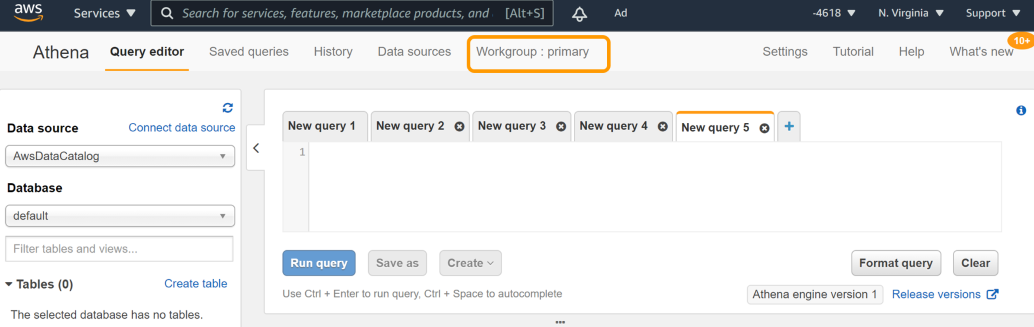 aws Services ▼ Search for services, features, marketplace products, and [Alt+S] Ad -4618 ▼ N. Virginia ▼ Support ▼
Athena Query editor Saved queries History Data sources Workgroup : primary Settings Tutorial Help What's new 10+
Data source Connect data source
AwsDataCatalog
Database
default
Filter tables and views...
Tables (0) Create table
The selected database has no tables.
New query 1 New query 2 New query 3 New query 4 New query 5 +
1
Run query Save as Create Format query Clear
Use Ctrl + Enter to run query, Ctrl + Space to autocomplete Athena engine version 1 Release versions